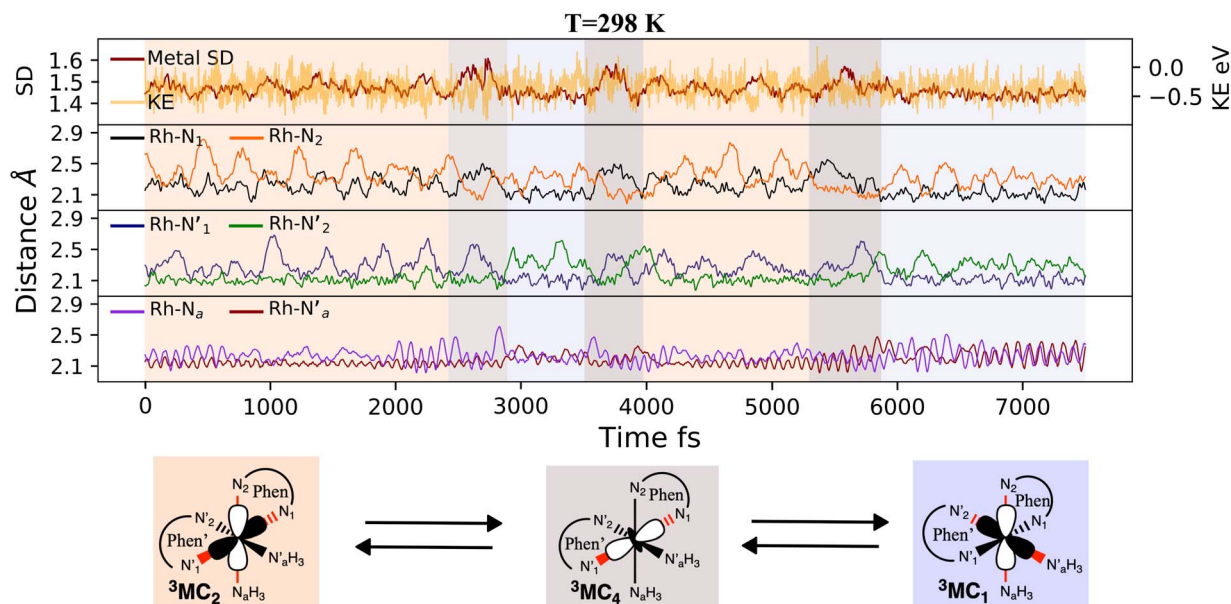 T=298 K
1.6
1.5
1.4
SD
Metal SD
KE
0.0
−0.5
KE eV
2.9
2.5
2.1
Rh-N₁
Rh-N₂
2.9
2.5
2.1
Rh-N'₁
Rh-N'₂
2.9
2.5
2.1
Rh-Nₐ
Rh-N'ₐ
Distance Å
0 1000 2000 3000 4000 5000 6000 7000
Time fs
N₂
Phen
N₁
N'₂
Phen'
N'₁
N'ₐH₃
NₐH₃
³MC₂
N₂
Phen
N₁
N'₂
Phen'
N'₁
N'ₐH₃
NₐH₃
³MC₄
N₂
Phen
N₁
N'₂
Phen'
N'₁
N'ₐH₃
NₐH₃
³MC₁